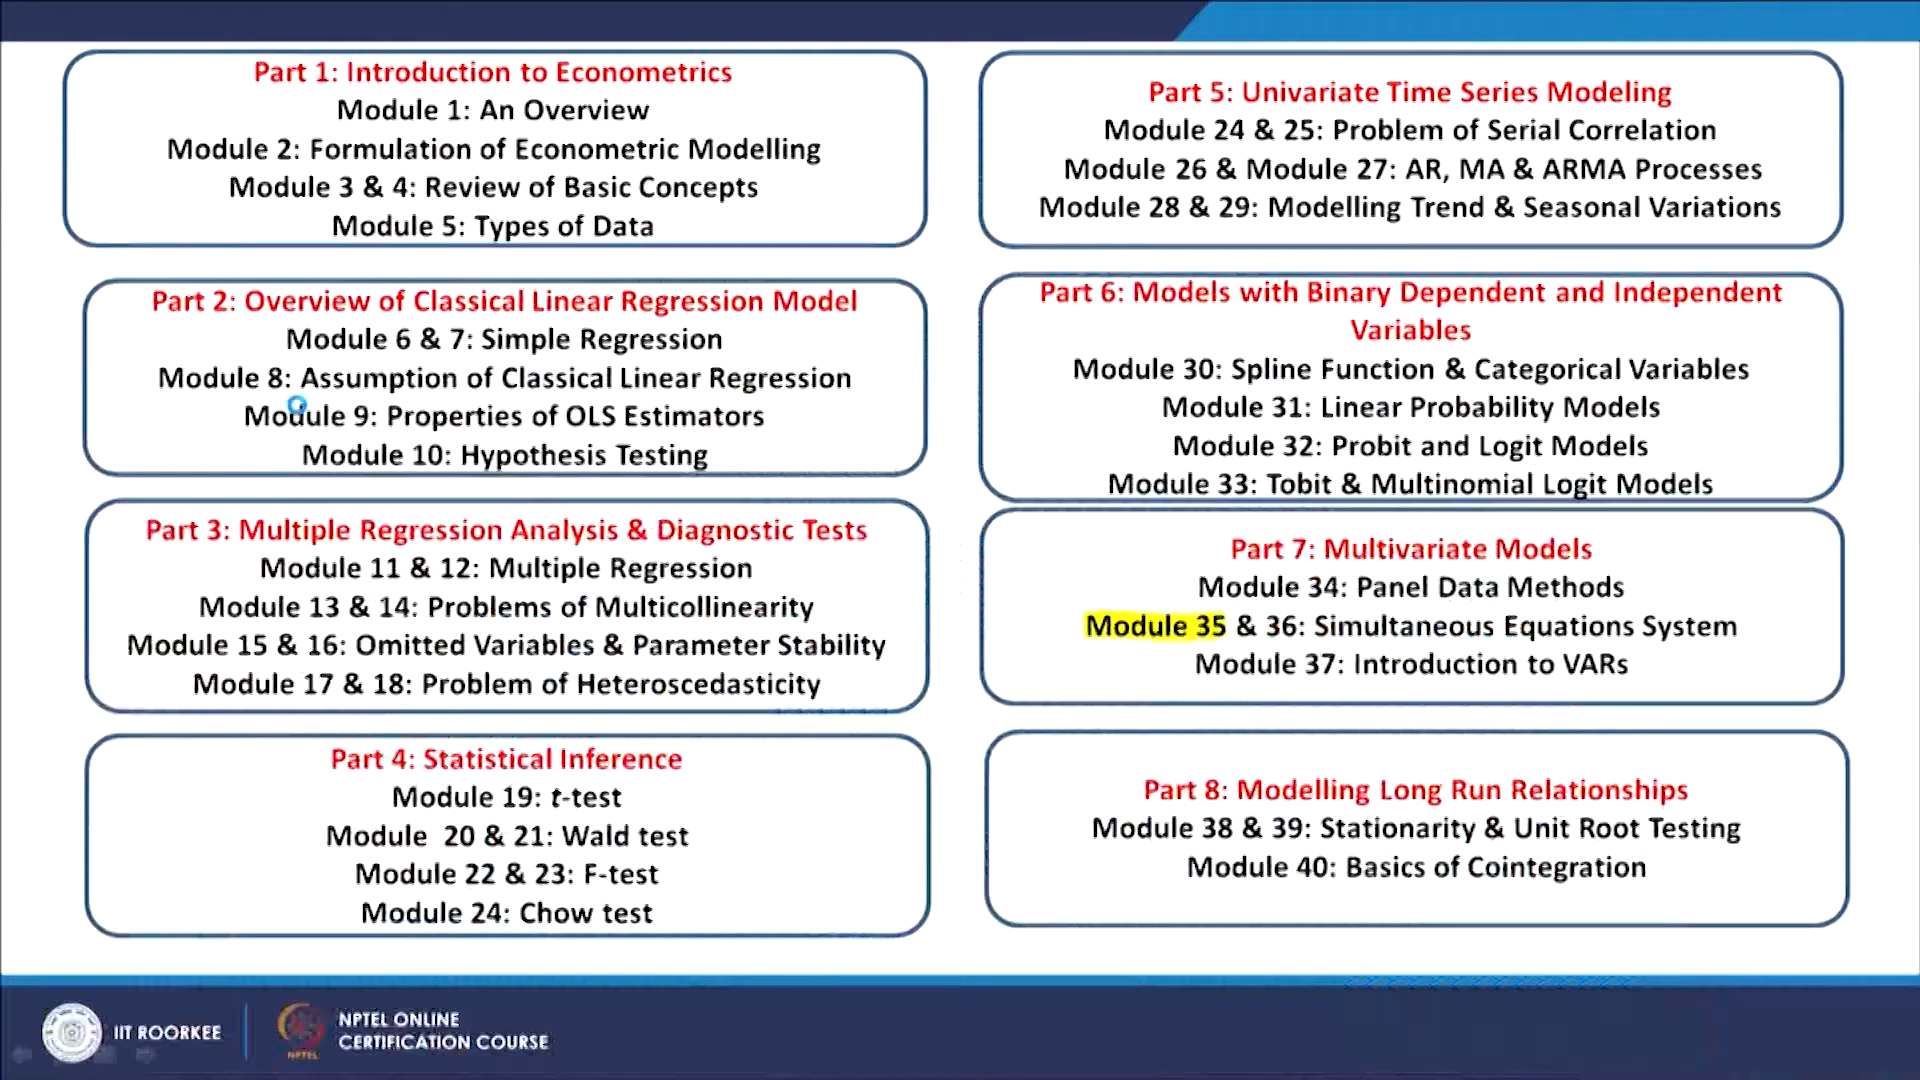 Part 1: Introduction to Econometrics
Module 1: An Overview
Module 2: Formulation of Econometric Modelling
Module 3 & 4: Review of Basic Concepts
Module 5: Types of Data
Part 2: Overview of Classical Linear Regression Model
Module 6 & 7: Simple Regression
Module 8: Assumption of Classical Linear Regression
Module 9: Properties of OLS Estimators
Module 10: Hypothesis Testing
Part 3: Multiple Regression Analysis & Diagnostic Tests
Module 11 & 12: Multiple Regression
Module 13 & 14: Problems of Multicollinearity
Module 15 & 16: Omitted Variables & Parameter Stability
Module 17 & 18: Problem of Heteroscedasticity
Part 4: Statistical Inference
Module 19: t-test
Module 20 & 21: Wald test
Module 22 & 23: F-test
Module 24: Chow test
Part 5: Univariate Time Series Modeling
Module 24 & 25: Problem of Serial Correlation
Module 26 & Module 27: AR, MA & ARMA Processes
Module 28 & 29: Modelling Trend & Seasonal Variations
Part 6: Models with Binary Dependent and Independent
Variables
Module 30: Spline Function & Categorical Variables
Module 31: Linear Probability Models
Module 32: Probit and Logit Models
Module 33: Tobit & Multinomial Logit Models
Part 7: Multivariate Models
Module 34: Panel Data Methods
Module 35 & 36: Simultaneous Equations System
Module 37: Introduction to VARs
Part 8: Modelling Long Run Relationships
Module 38 & 39: Stationarity & Unit Root Testing
Module 40: Basics of Cointegration
IIT ROORKEE
NPTEL
NPTEL ONLINE
CERTIFICATION COURSE